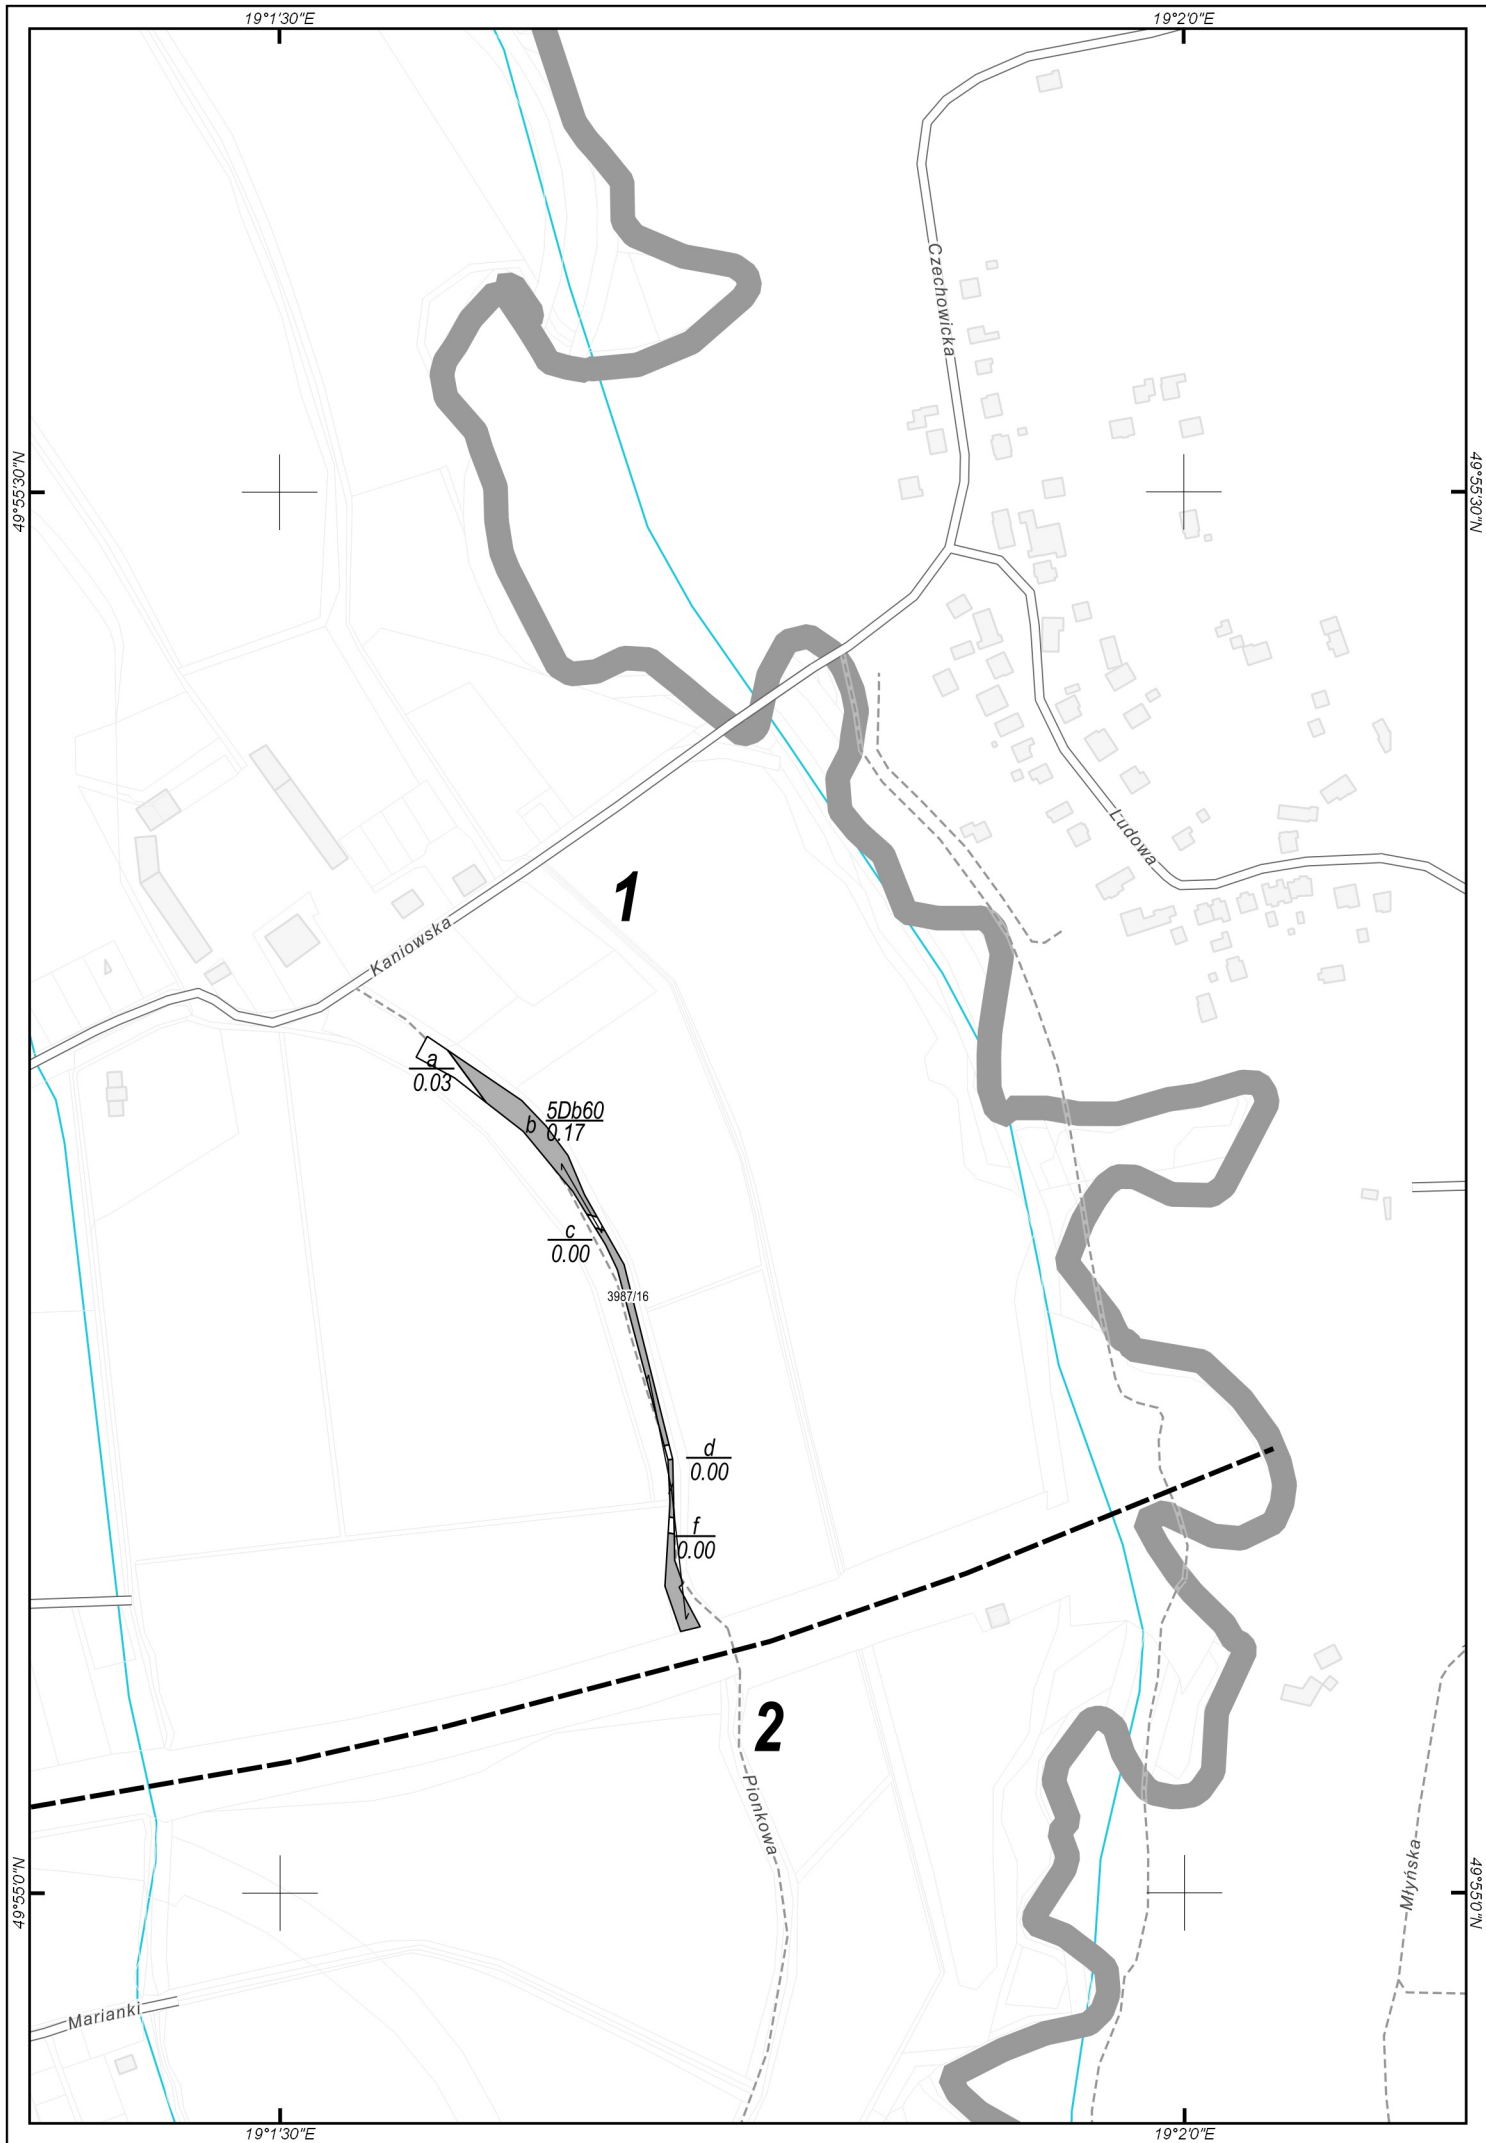 19°1'30"E
19°2'0"E
Czechowicka
49°55'30"N
49°55'30"N
Ludowa
1
Kaniowska
a
0.03
5Db60
b 0.17
c
0.00
3987/16
d
0.00
f
0.00
2
Pionkowa
Młyńska
49°55'0"N
49°55'0"N
Marianki
19°1'30"E
19°2'0"E